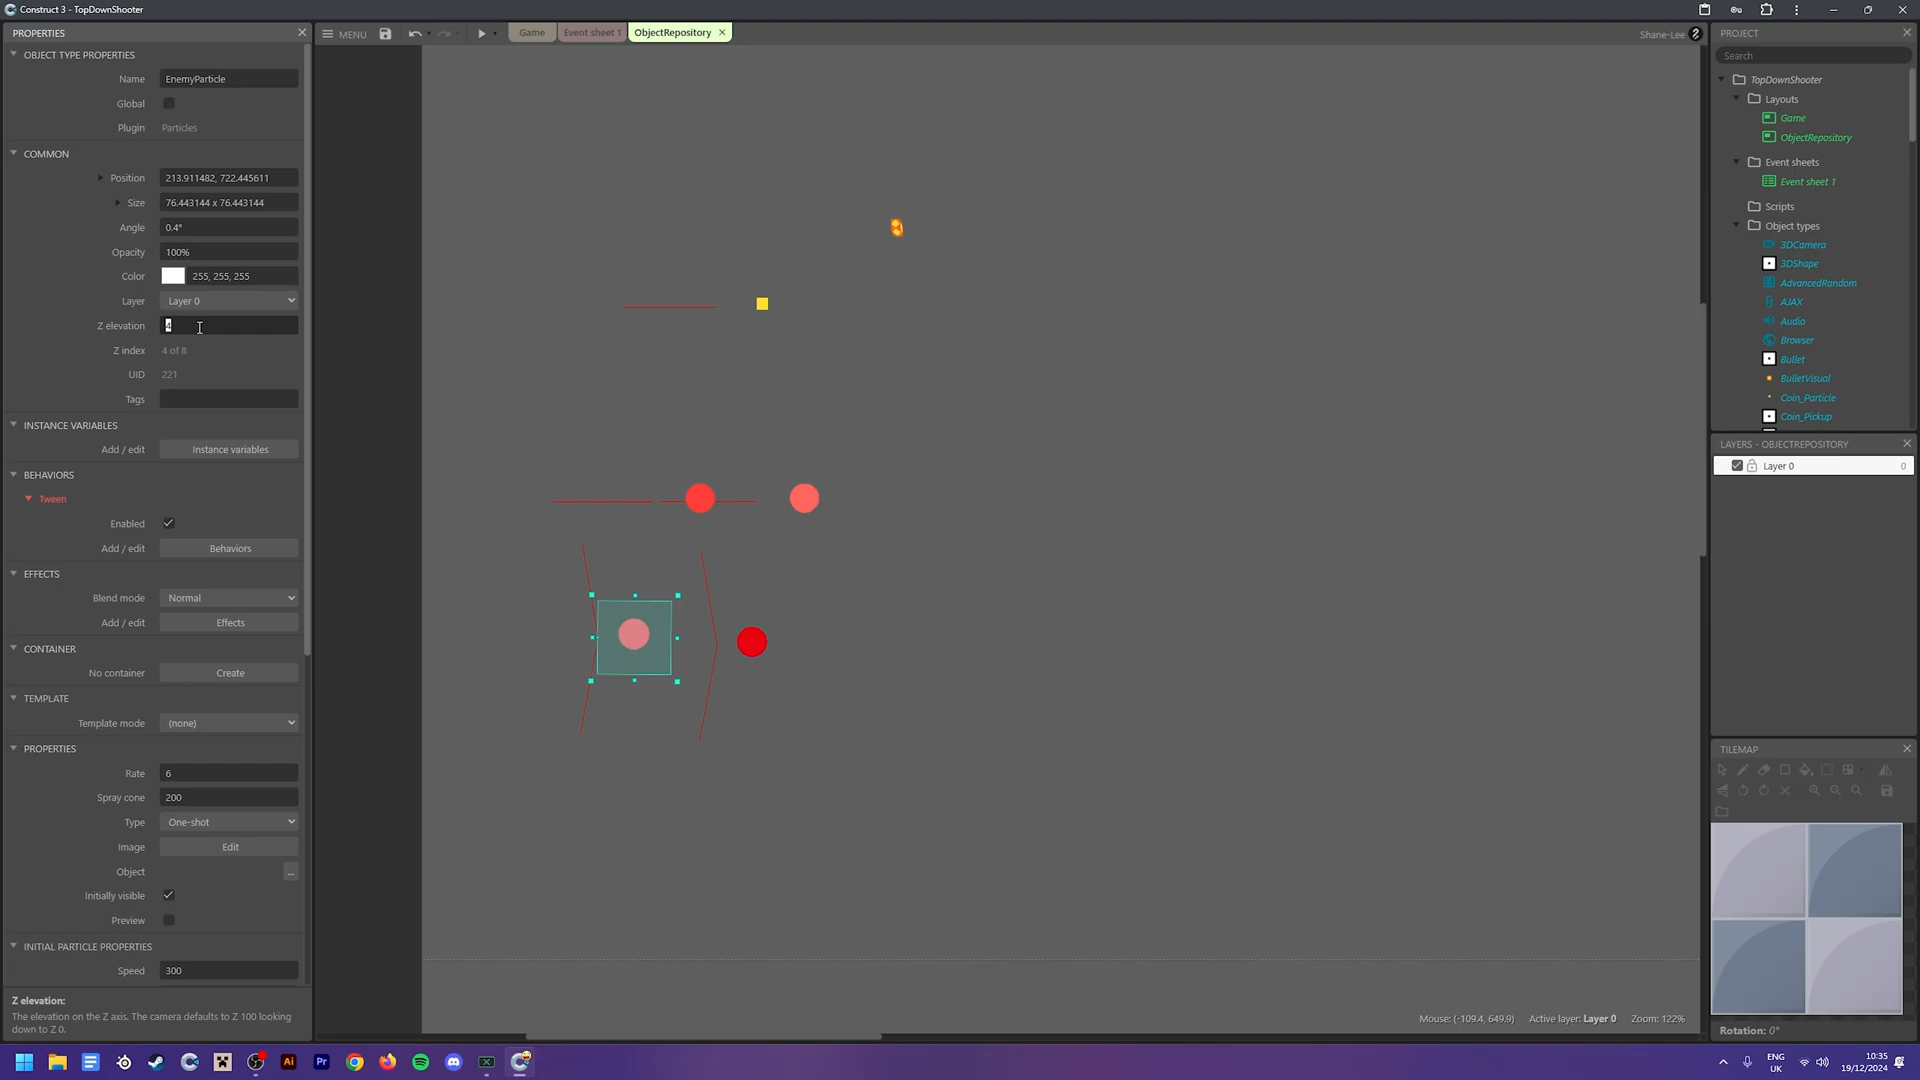 Construct 3 - TopDownShooter
PROPERTIES
OBJECT TYPE PROPERTIES
Name EnemyParticle
Global
Plugin Particles
COMMON
Position 213.911482, 722.445611
Size 76.443144 x 76.443144
Angle 0.4°
Opacity 100%
Color 255, 255, 255
Layer Layer 0
Z elevation 4
Z index 4 of 8
UID 221
Tags
INSTANCE VARIABLES
Add / edit Instance variables
BEHAVIORS
Tween
Enabled
Add / edit Behaviors
EFFECTS
Blend mode Normal
Add / edit Effects
CONTAINER
No container Create
TEMPLATE
Template mode (none)
PROPERTIES
Rate 6
Spray cone 200
Type One-shot
Image Edit
Object ...
Initially visible
Preview
INITIAL PARTICLE PROPERTIES
Speed 300
Z elevation:
The elevation on the Z axis. The camera defaults to Z 100 looking
down to Z 0.
MENU
Game Event sheet 1 ObjectRepository
Shane-Lee
Mouse: (-109.4, 649.9) Active layer: Layer 0 Zoom: 122%
PROJECT
Search
TopDownShooter
Layouts
Game
ObjectRepository
Event sheets
Event sheet 1
Scripts
Object types
3DCamera
3DShape
AdvancedRandom
AJAX
Audio
Browser
Bullet
BulletVisual
Coin_Particle
Coin_Pickup
LAYERS - OBJECTREPOSITORY
Layer 0 0
TILEMAP
Rotation: 0°
Ai
Pr
ENG
UK
10:35
19/12/2024